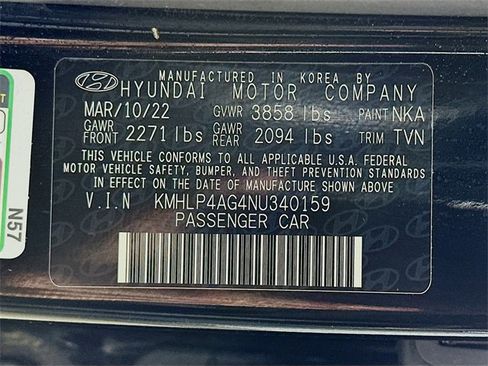 MANUFACTURED IN KOREA BY
HYUNDAI MOTOR COMPANY
MAR/10/22 GVWR 3858 lbs PAINT NKA
GAWR FRONT 2271 lbs GAWR REAR 2094 lbs TRIM TVN
THIS VEHICLE CONFORMS TO ALL APPLICABLE U.S.A. FEDERAL
MOTOR VEHICLE SAFETY, BUMPER, AND THEFT PREVENTION STANDARDS
IN EFFECT ON THE DATE OF MANUFACTURE SHOWN ABOVE.
V.I.N KMHLP4AG4NU340159
PASSENGER CAR
N57